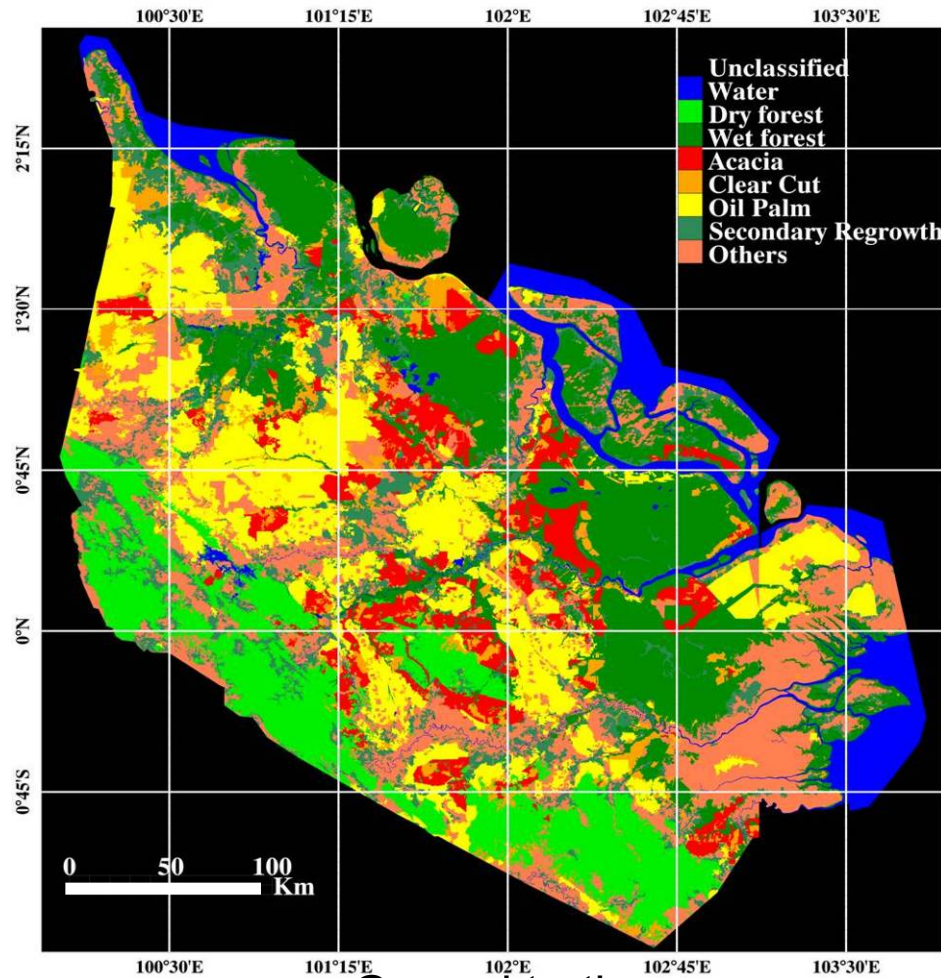 100°30'E 101°15'E 102°E 102°45'E 103°30'E
Unclassified
Water
Dry forest
Wet forest
Acacia
Clear Cut
Oil Palm
Secondary Regrowth
Others
2°15'N
1°30'N
0°45'N
0°N
0°45'S
0 50 100
Km
100°30'E 101°15'E 102°E 102°45'E 103°30'E